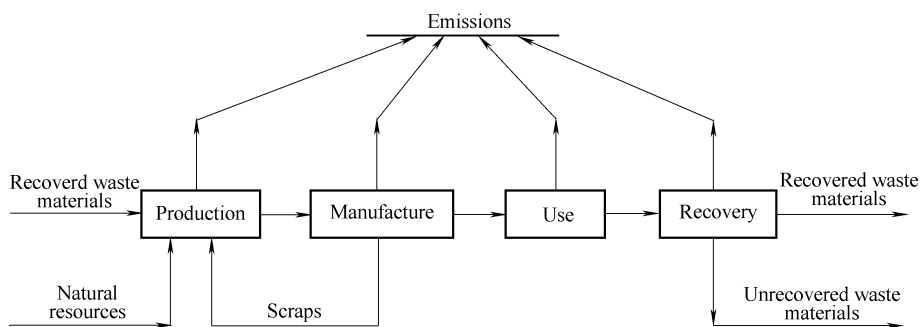 Emissions
Recoverd waste
materials
Production
Manufacture
Use
Recovery
Recovered waste
materials
Natural
resources
Scraps
Unrecovered waste
materials